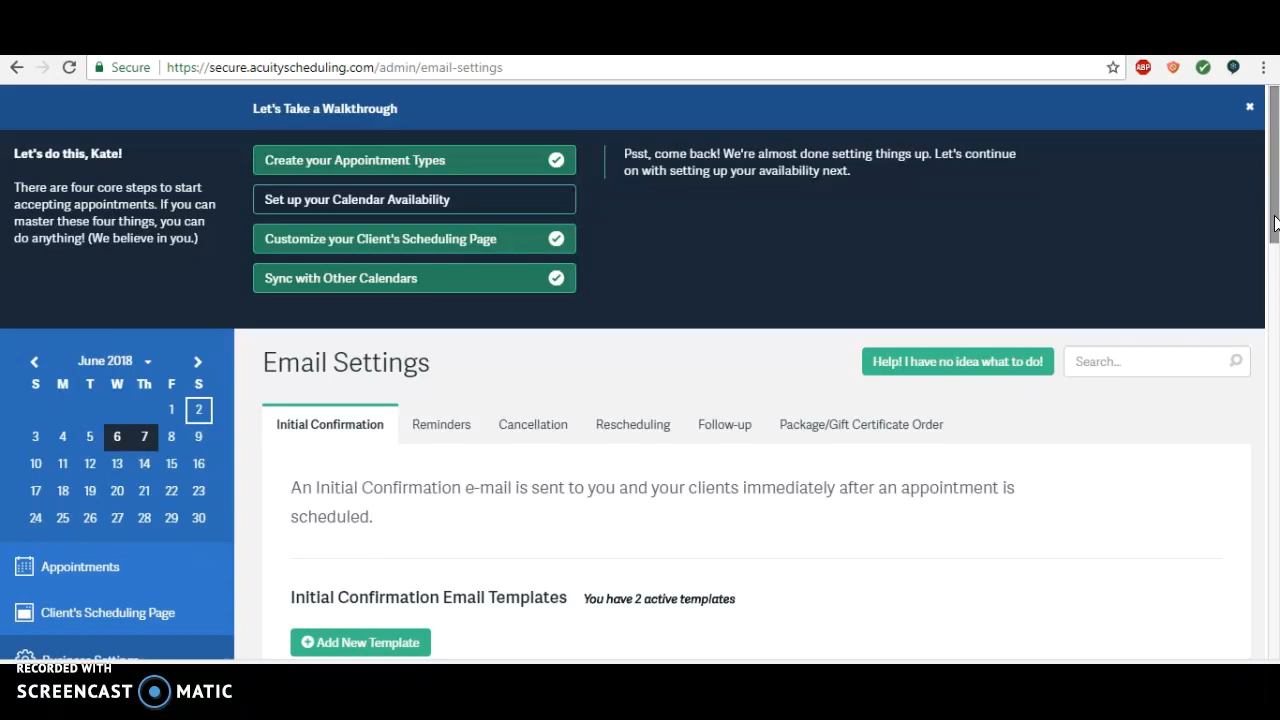 Secure https://secure.acuityscheduling.com/admin/email-settings
ABP
Let's Take a Walkthrough
Let's do this, Kate!
There are four core steps to start
accepting appointments. If you can
master these four things, you can
do anything! (We believe in you.)
Create your Appointment Types
Set up your Calendar Availability
Customize your Client's Scheduling Page
Sync with Other Calendars
Psst, come back! We're almost done setting things up. Let's continue
on with setting up your availability next.
June 2018
S M T W Th F S
1 2
3 4 5 6 7 8 9
10 11 12 13 14 15 16
17 18 19 20 21 22 23
24 25 26 27 28 29 30
Appointments
Client's Scheduling Page
Business Settings
Email Settings
Help! I have no idea what to do!
Search...
Initial Confirmation Reminders Cancellation Rescheduling Follow-up Package/Gift Certificate Order
An Initial Confirmation e-mail is sent to you and your clients immediately after an appointment is
scheduled.
Initial Confirmation Email Templates You have 2 active templates
Add New Template
RECORDED WITH
SCREENCAST MATIC